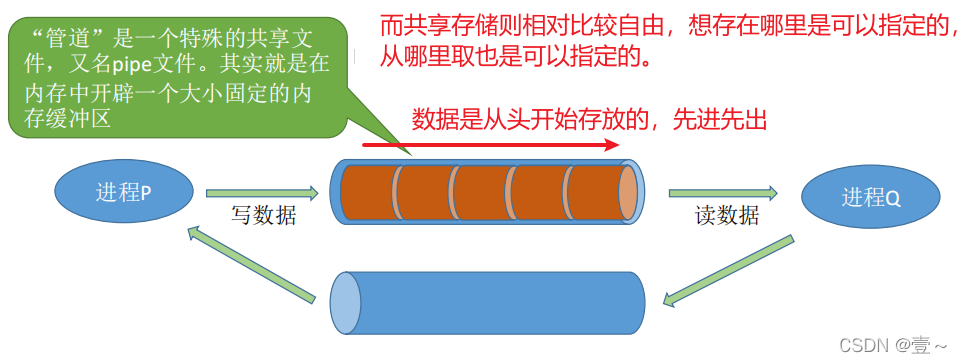 “管道”是一个特殊的共享文
件，又名pipe文件。其实就是在
内存中开辟一个大小固定的内
存缓冲区
而共享存储则相对比较自由，想存在哪里是可以指定的，
从哪里取也是可以指定的。
数据是从头开始存放的，先进先出
进程P
写数据
读数据
进程Q
CSDN @壹～